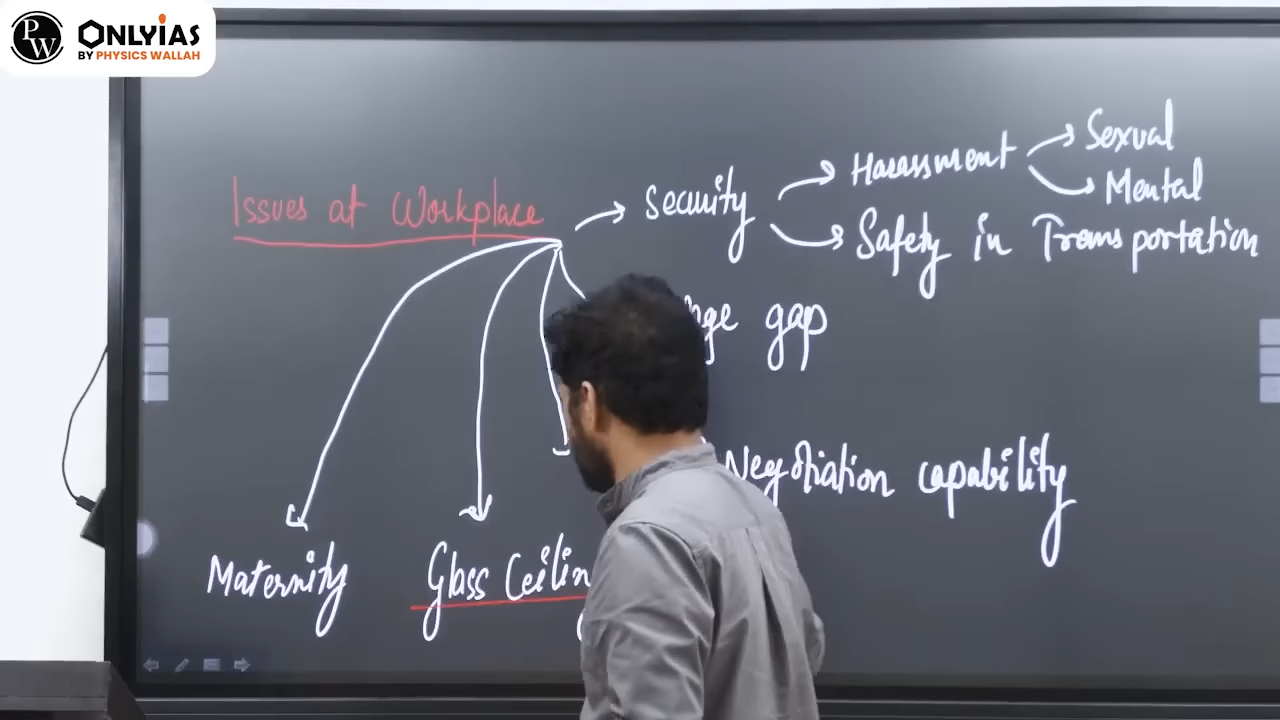 PW
ONLYIAS
BY PHYSICS WALLAH
Issues at Workplace
Security
Harassment
Sexual
Mental
Safety in Transportation
gap
Negotiation capability
Maternity
Glass